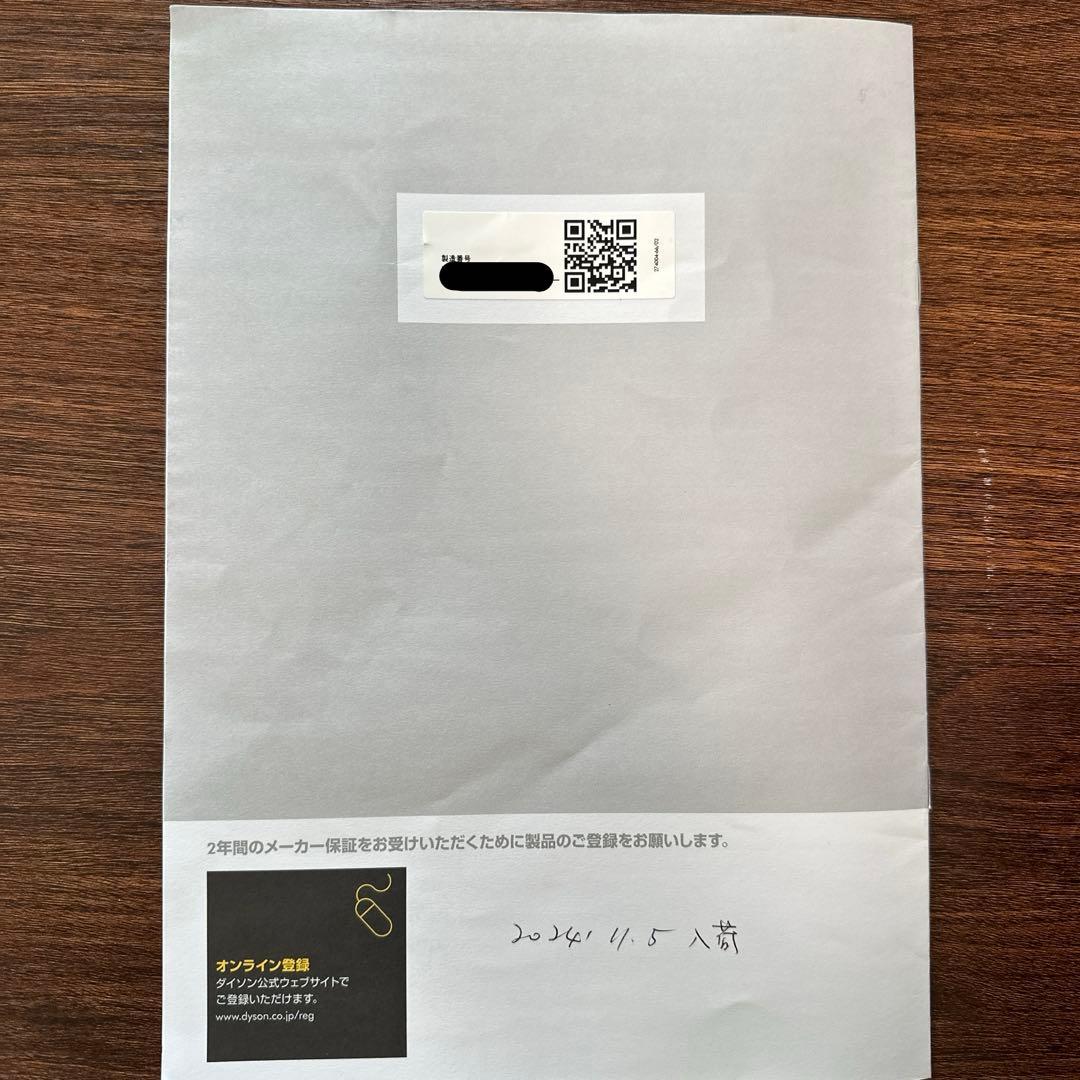 製造番号
2年間のメーカー保証をお受けいただくために製品のご登録をお願いします。
2024. 11. 5 入荷
オンライン登録
ダイソン公式ウェブサイトで
ご登録いただけます。
www.dyson.co.jp/reg